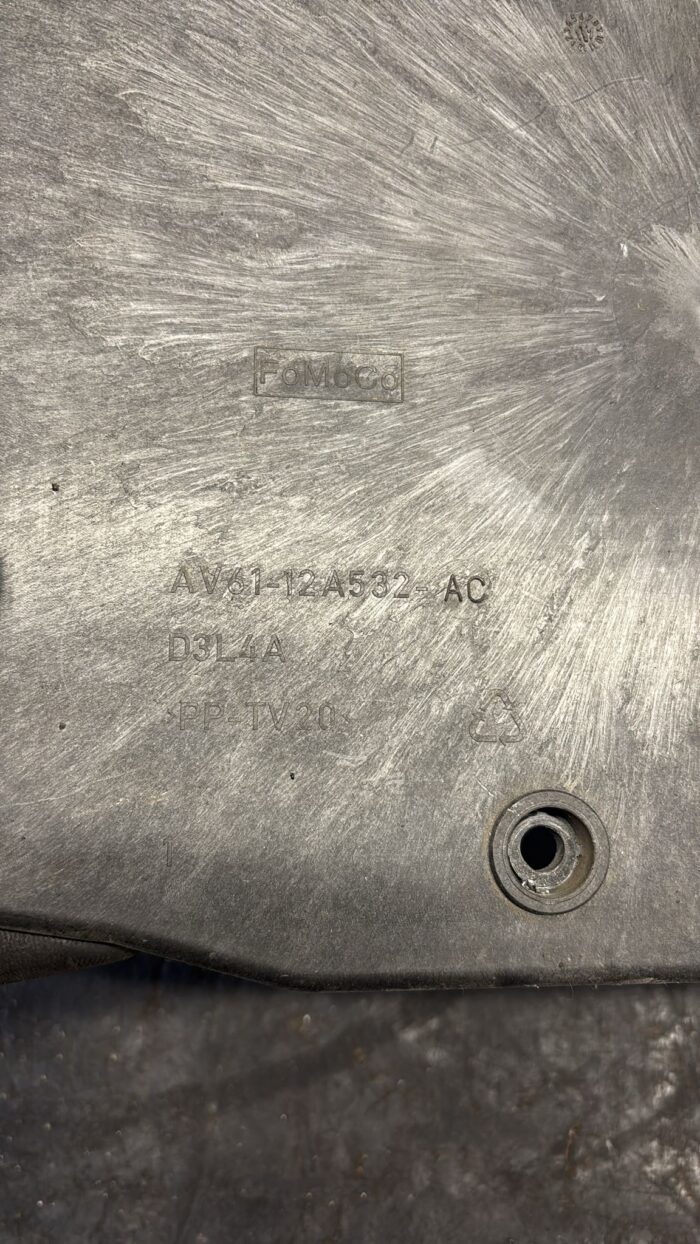 FoMoCo
AV61-12A532-AC
D3L4A
>PP-TV20<